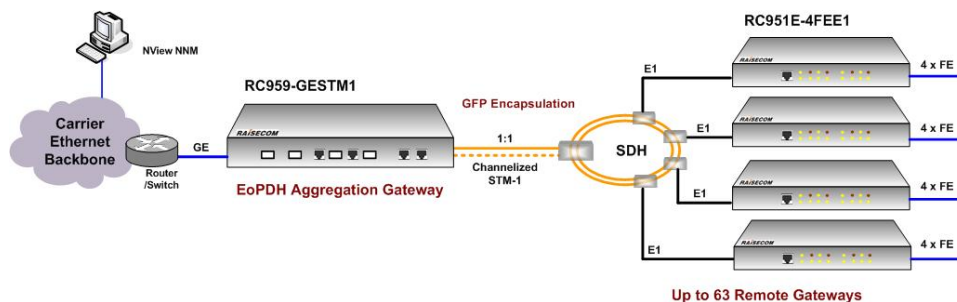 NView NNM
Carrier
Ethernet
Backbone
Router
/Switch
GE
RC959-GESTM1
RAISECOM
EoPDH Aggregation Gateway
GFP Encapsulation
1:1
Channelized
STM-1
SDH
E1
E1
E1
E1
RC951E-4FEE1
RAISECOM
4 x FE
RAISECOM
4 x FE
RAISECOM
4 x FE
RAISECOM
4 x FE
Up to 63 Remote Gateways